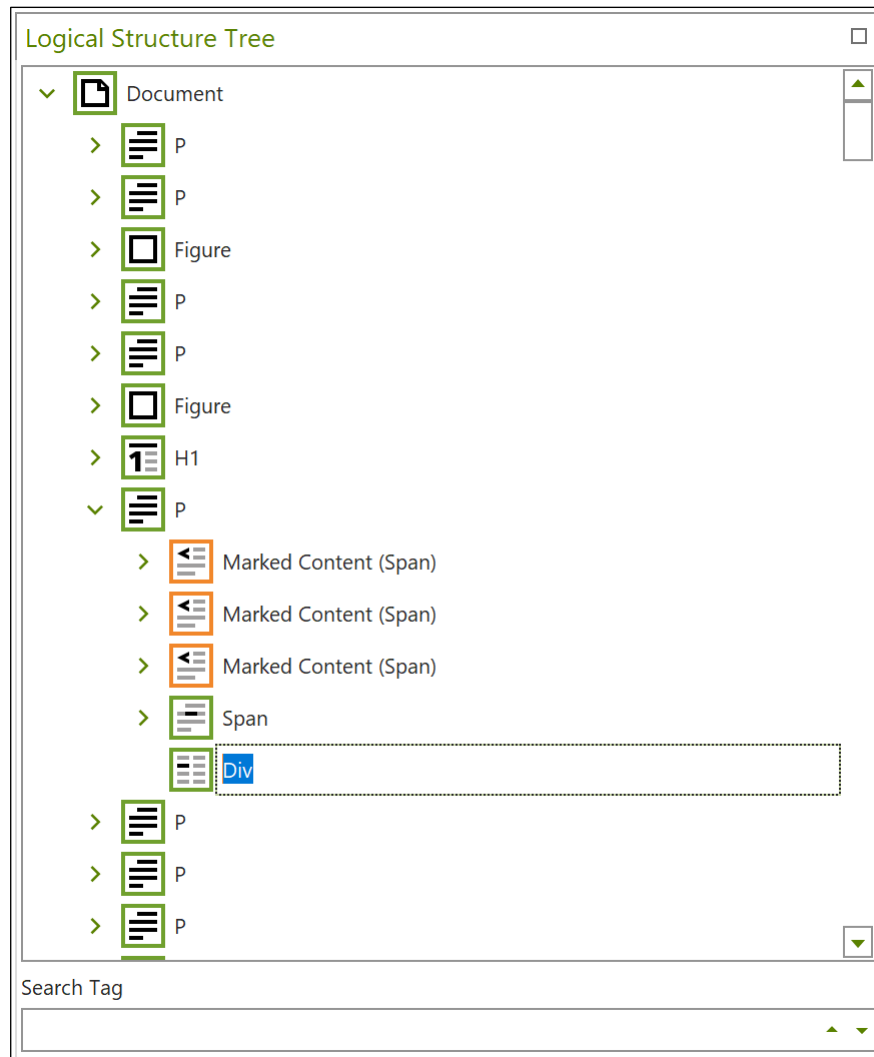 Logical Structure Tree
Document
P
P
Figure
P
P
Figure
H1
P
Marked Content (Span)
Marked Content (Span)
Marked Content (Span)
Span
Div
P
P
P
Search Tag